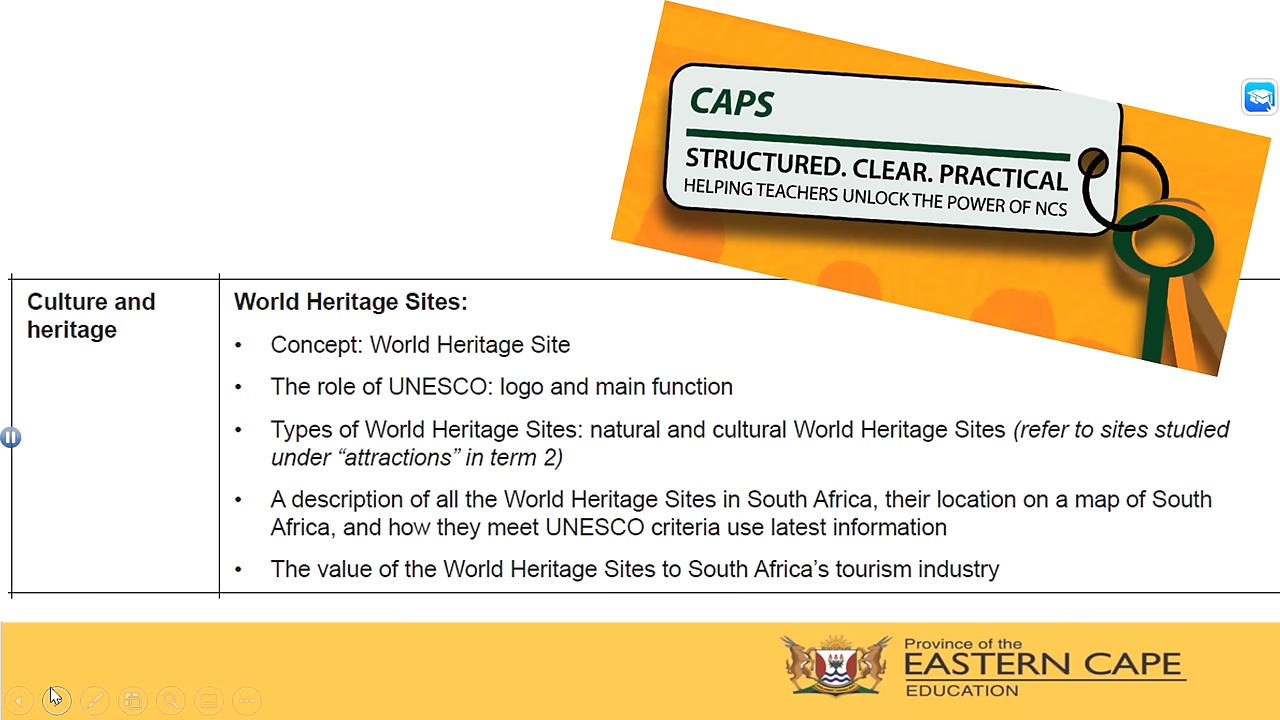 CAPS
STRUCTURED. CLEAR. PRACTICAL
HELPING TEACHERS UNLOCK THE POWER OF NCS
Culture and
heritage
World Heritage Sites:
• Concept: World Heritage Site
• The role of UNESCO: logo and main function
• Types of World Heritage Sites: natural and cultural World Heritage Sites (refer to sites studied
under “attractions” in term 2)
• A description of all the World Heritage Sites in South Africa, their location on a map of South
Africa, and how they meet UNESCO criteria use latest information
• The value of the World Heritage Sites to South Africa’s tourism industry
Province of the
EASTERN CAPE
EDUCATION